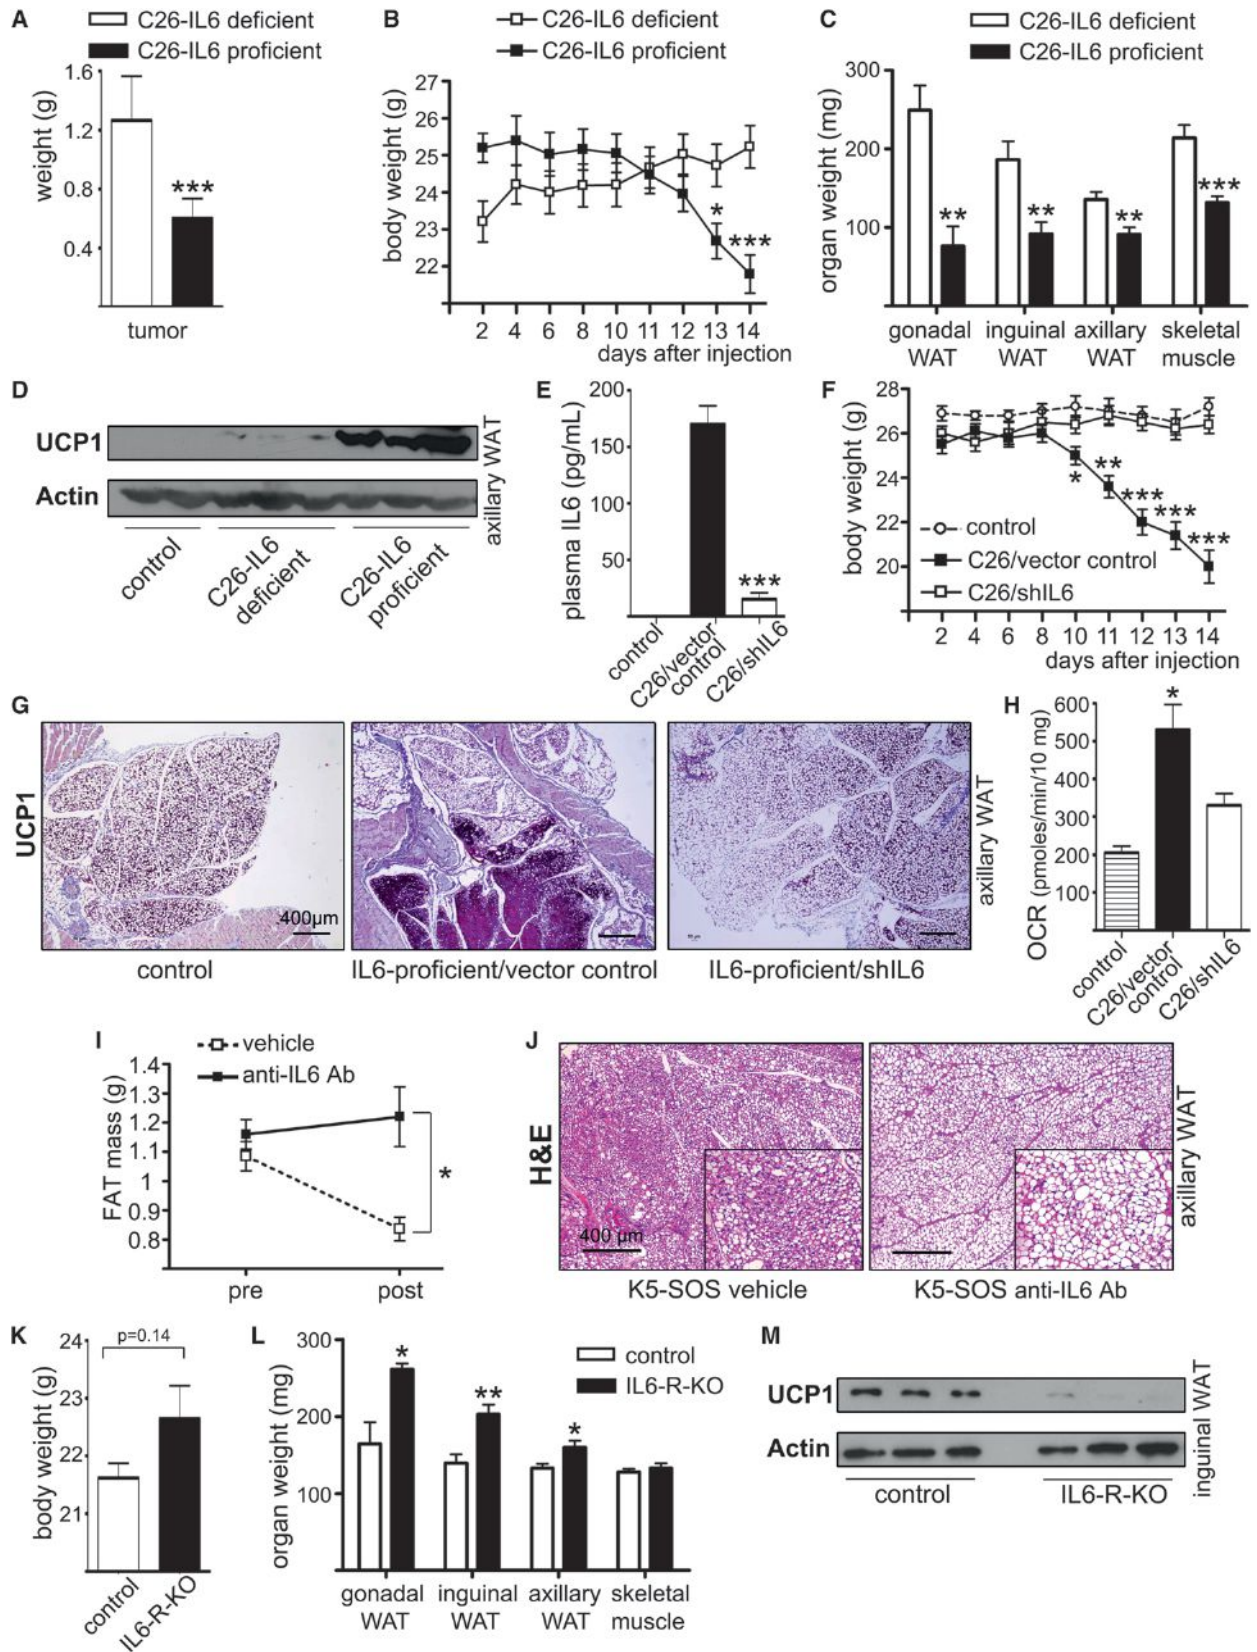 A
C26-IL6 deficient
C26-IL6 proficient
weight (g)
1.6
1.2
0.8
0.4
***
tumor
B
C26-IL6 deficient
C26-IL6 proficient
body weight (g)
27
26
25
24
23
22
*
***
2 4 6 8 10 11 12 13 14
days after injection
C
C26-IL6 deficient
C26-IL6 proficient
organ weight (mg)
300
200
100
** ** ** ***
gonadal WAT
inguinal WAT
axillary WAT
skeletal muscle
D
UCP1
Actin
axillary WAT
control
C26-IL6 deficient
C26-IL6 proficient
E
plasma IL6 (pg/mL)
200
150
100
50
***
control
C26/vector control
C26/shIL6
F
body weight (g)
28
26
24
22
20
*
**
***
***
***
control
C26/vector control
C26/shIL6
2 4 6 8 10 11 12 13 14
days after injection
G
UCP1
400µm
axillary WAT
control
IL6-proficient/vector control
IL6-proficient/shIL6
H
OCR (pmoles/min/10 mg)
600
500
400
300
200
100
*
control
C26/vector control
C26/shIL6
I
vehicle
anti-IL6 Ab
FAT mass (g)
1.4
1.3
1.2
1.1
1
0.9
0.8
*
pre post
J
H&E
400 µm
axillary WAT
K5-SOS vehicle
K5-SOS anti-IL6 Ab
K
p=0.14
body weight (g)
24
23
22
21
control
IL6-R-KO
L
control
IL6-R-KO
organ weight (mg)
300
200
100
* ** *
gonadal WAT
inguinal WAT
axillary WAT
skeletal muscle
M
UCP1
Actin
inguinal WAT
control
IL6-R-KO